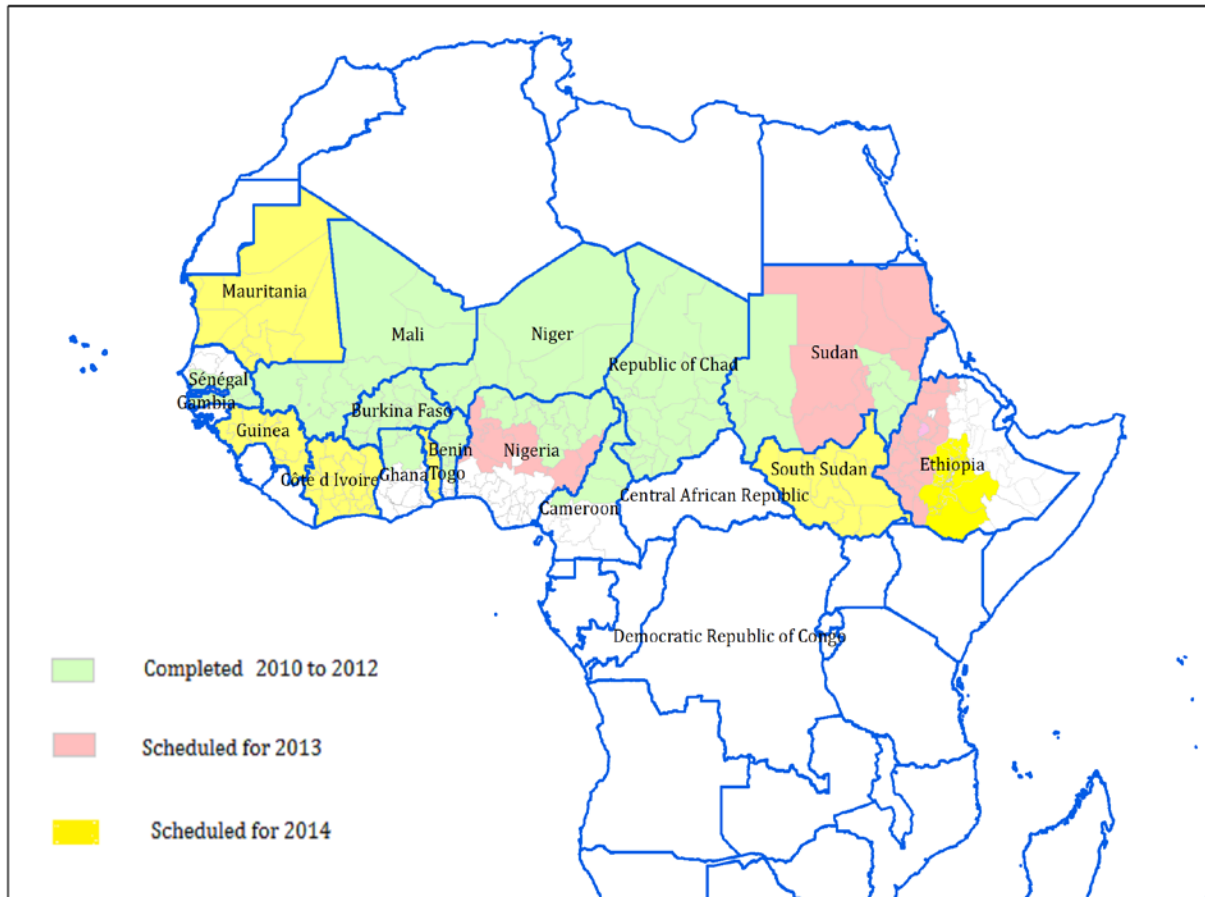 Mauritania
Mali
Niger
Republic of Chad
Sudan
Sénégal
Gambia
Burkina Faso
Guinea
Benin
Nigeria
Côte d Ivoire
Ghana
Togo
South Sudan
Ethiopia
Central African Republic
Cameroon
Democratic Republic of Congo
Completed 2010 to 2012
Scheduled for 2013
Scheduled for 2014